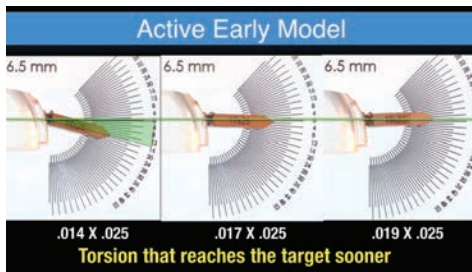 Active Early Model
6.5 mm
6.5 mm
6.5 mm
.014 X .025
.017 X .025
.019 X .025
Torsion that reaches the target sooner